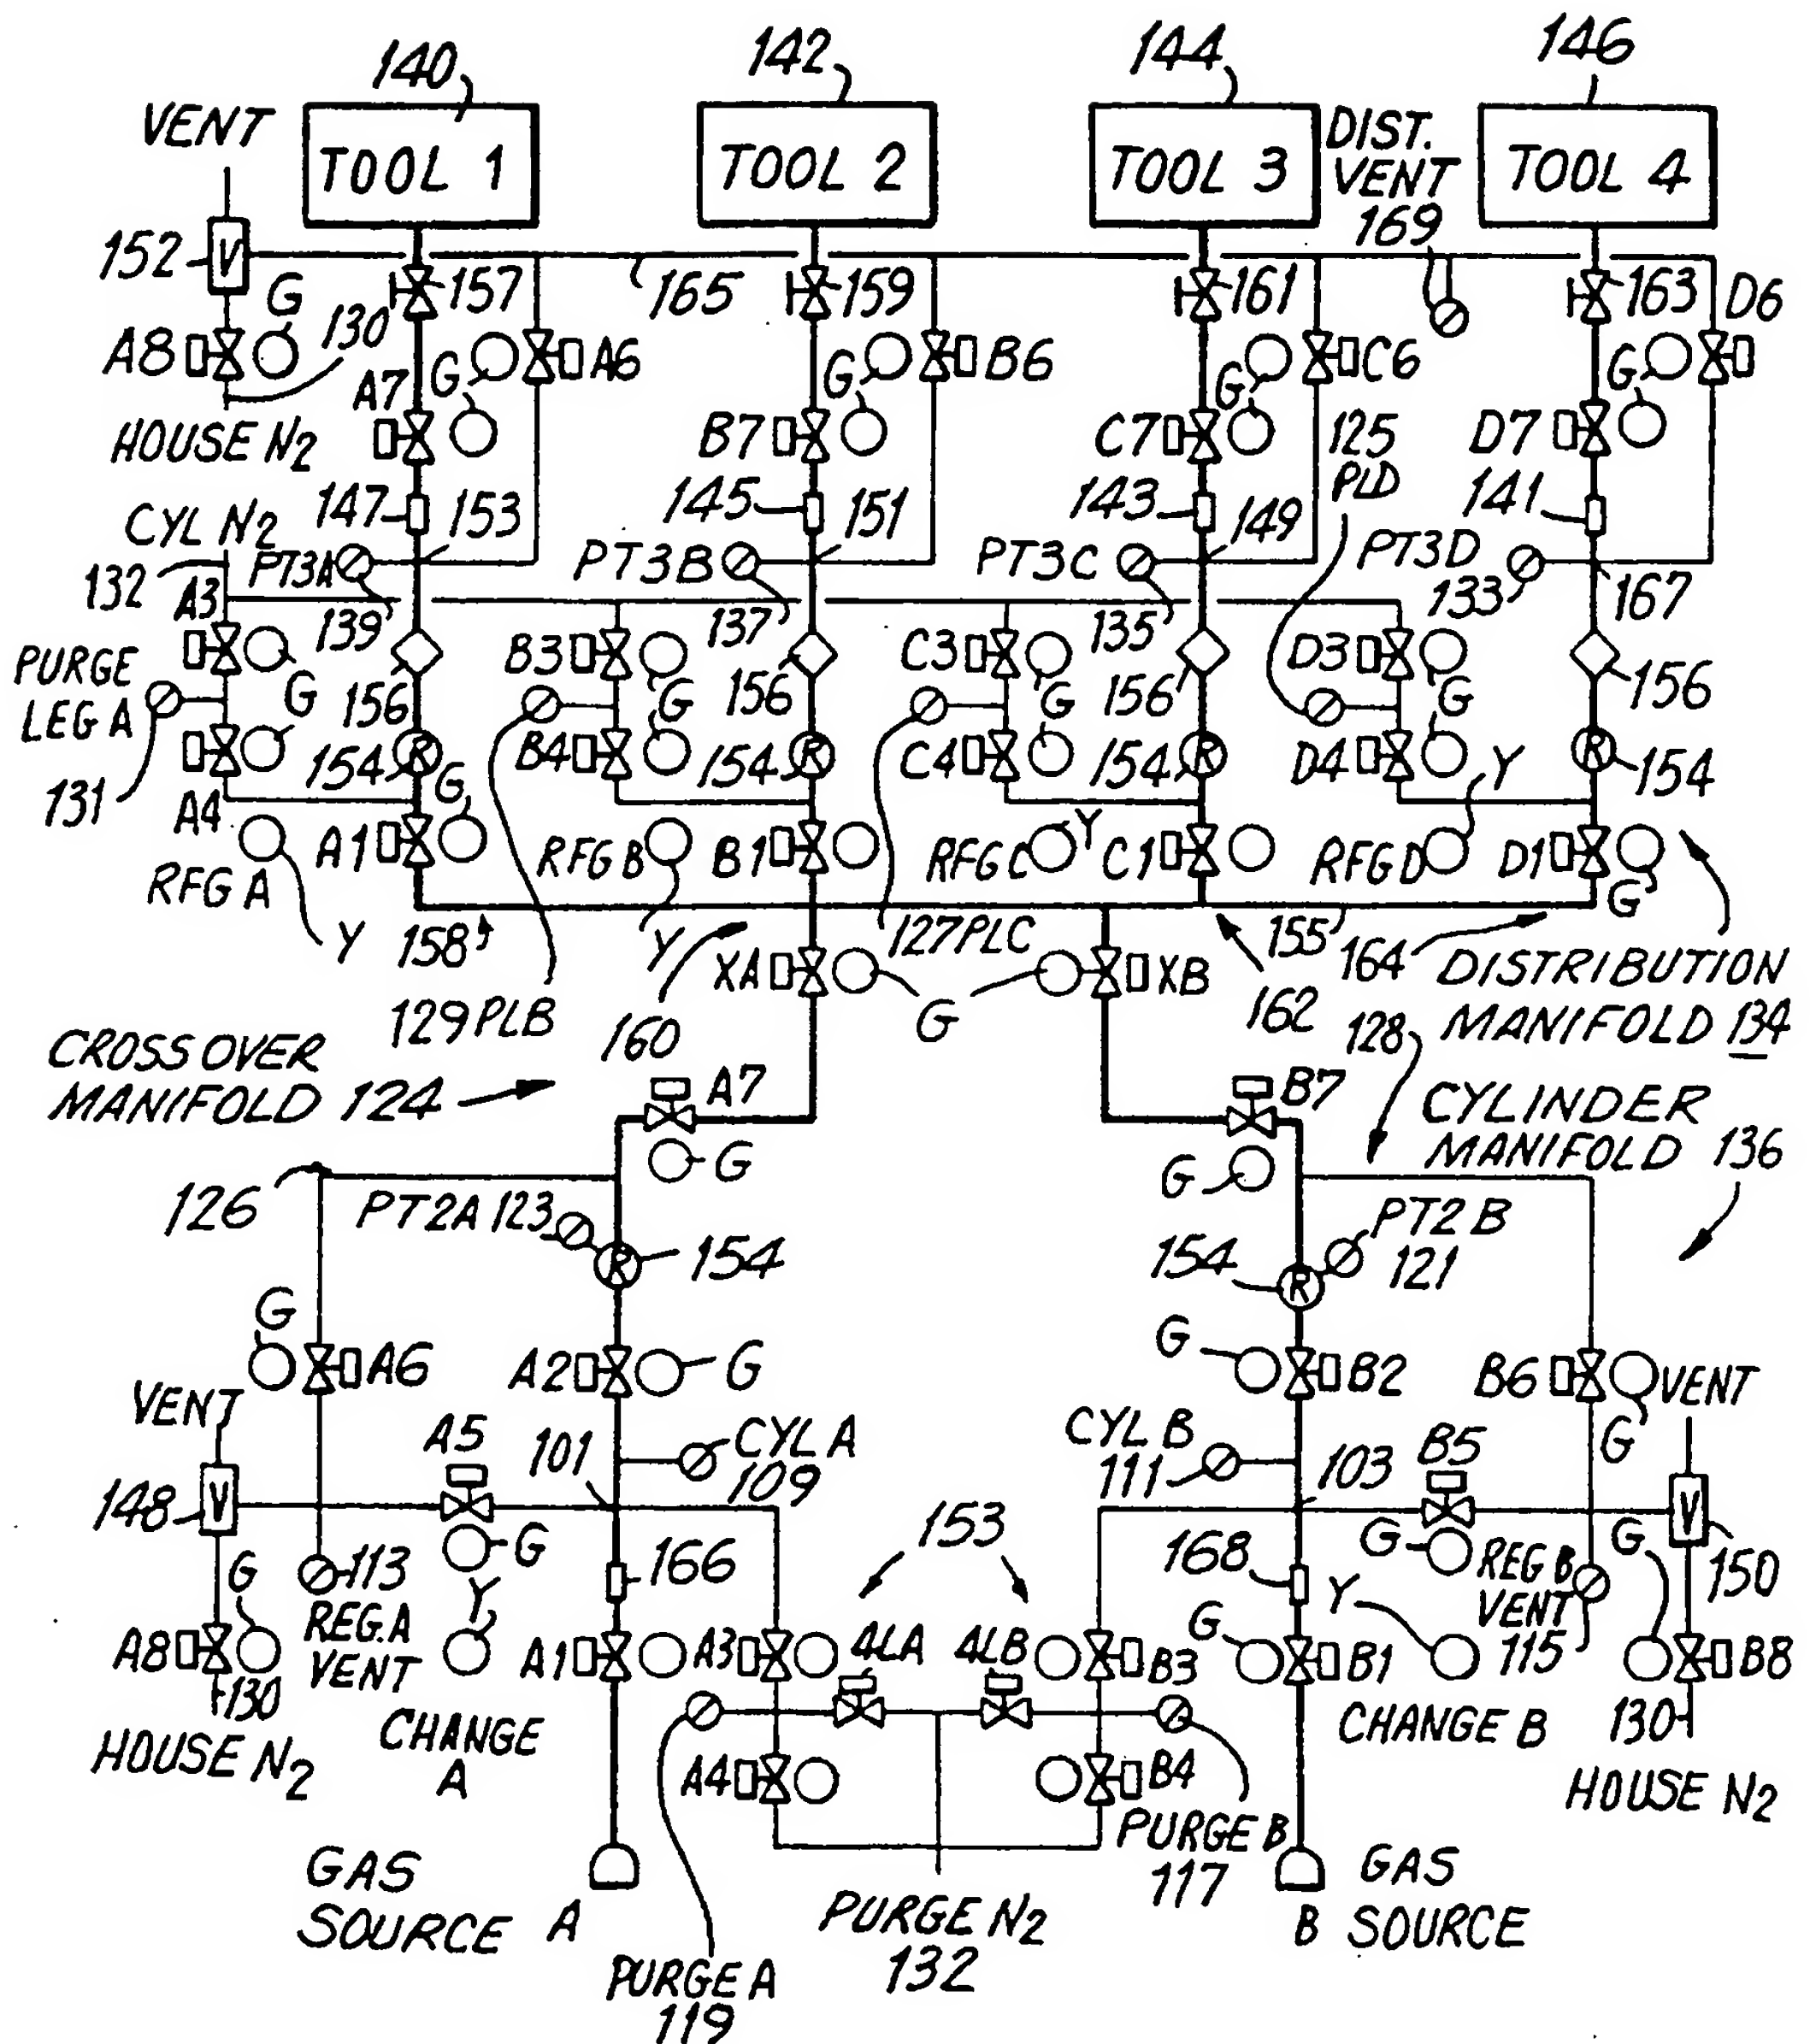 140
142
144
146
VENT
TOOL 1
TOOL 2
TOOL 3
DIST.
VENT
169
TOOL 4
152
V
G
157
165
159
161
163
D6
A8
130
A7
G
A6
G
B6
G
C6
G
HOUSE N2
B7
C7
125
PLD
D7
CYL N2
147
153
145
151
143
149
141
132
PT3A
PT3B
PT3C
PT3D
133
167
A3
139
137
135
PURGE
LEG A
G
B3
G
C3
G
D3
G
G
156
156
156
156
131
A4
154
R
G
B4
G
154
R
C4
G
154
R
D4
G
Y
R
154
RFG A
A1
RFG B
B1
RFG C
Y
C1
RFG D
D1
G
Y
158
Y
127 PLC
155
164
DISTRIBUTION
MANIFOLD 134
129 PLB
XA
G
XB
160
162
128
CROSS OVER
MANIFOLD 124
A7
G
B7
G
CYLINDER
MANIFOLD 136
126
PT2A 123
R
154
154
R
PT2B
121
G
A6
A2
G
G
B2
B6
G
VENT
VENT
A5
101
CYL A
109
CYL B
111
103
B5
148
V
G
153
G
V
150
G
113
REG. A
VENT
Y
166
168
Y
REG B
VENT
115
G
A8
130
A1
A3
4LA
4LB
B3
G
B1
B8
HOUSE N2
CHANGE
A
CHANGE B
130
A4
B4
HOUSE N2
GAS
SOURCE A
PURGE B
117
GAS
B SOURCE
PURGE N2
132
PURGE A
119